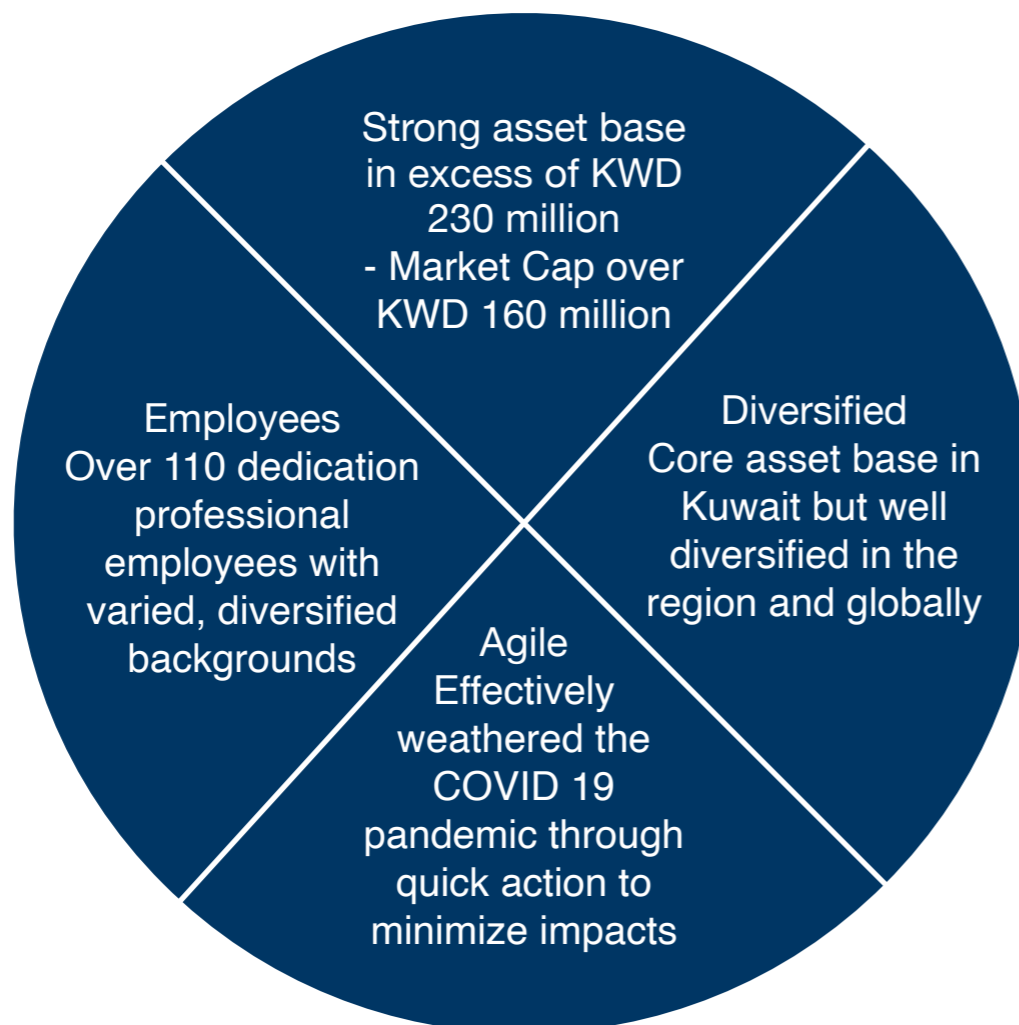 Strong asset base
in excess of KWD
230 million
- Market Cap over
KWD 160 million
Employees
Over 110 dedication
professional
employees with
varied, diversified
backgrounds
Diversified
Core asset base in
Kuwait but well
diversified in the
region and globally
Agile
Effectively
weathered the
COVID 19
pandemic through
quick action to
minimize impacts